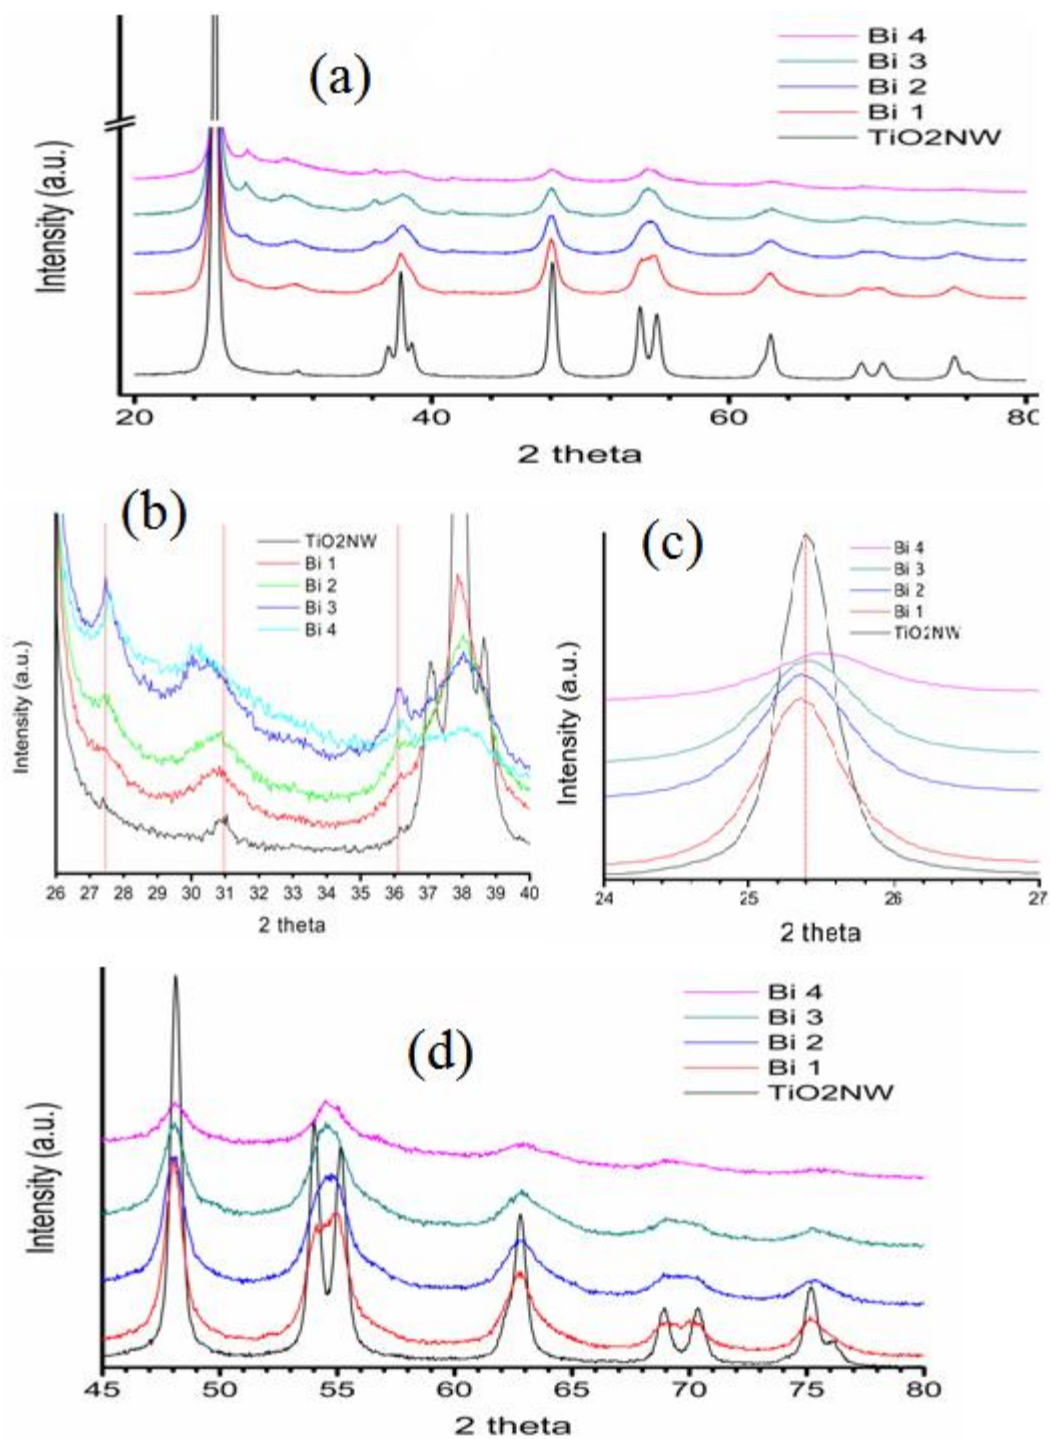 (a)
Bi 4
Bi 3
Bi 2
Bi 1
TiO2NW
Intensity (a.u.)
20 40 60 80
2 theta
(b)
TiO2NW
Bi 1
Bi 2
Bi 3
Bi 4
Intensity (a.u.)
26 27 28 29 30 31 32 33 34 35 36 37 38 39 40
2 theta
(c)
Bi 4
Bi 3
Bi 2
Bi 1
TiO2NW
Intensity (a.u.)
24 25 26 27
2 theta
(d)
Bi 4
Bi 3
Bi 2
Bi 1
TiO2NW
Intensity (a.u.)
45 50 55 60 65 70 75 80
2 theta